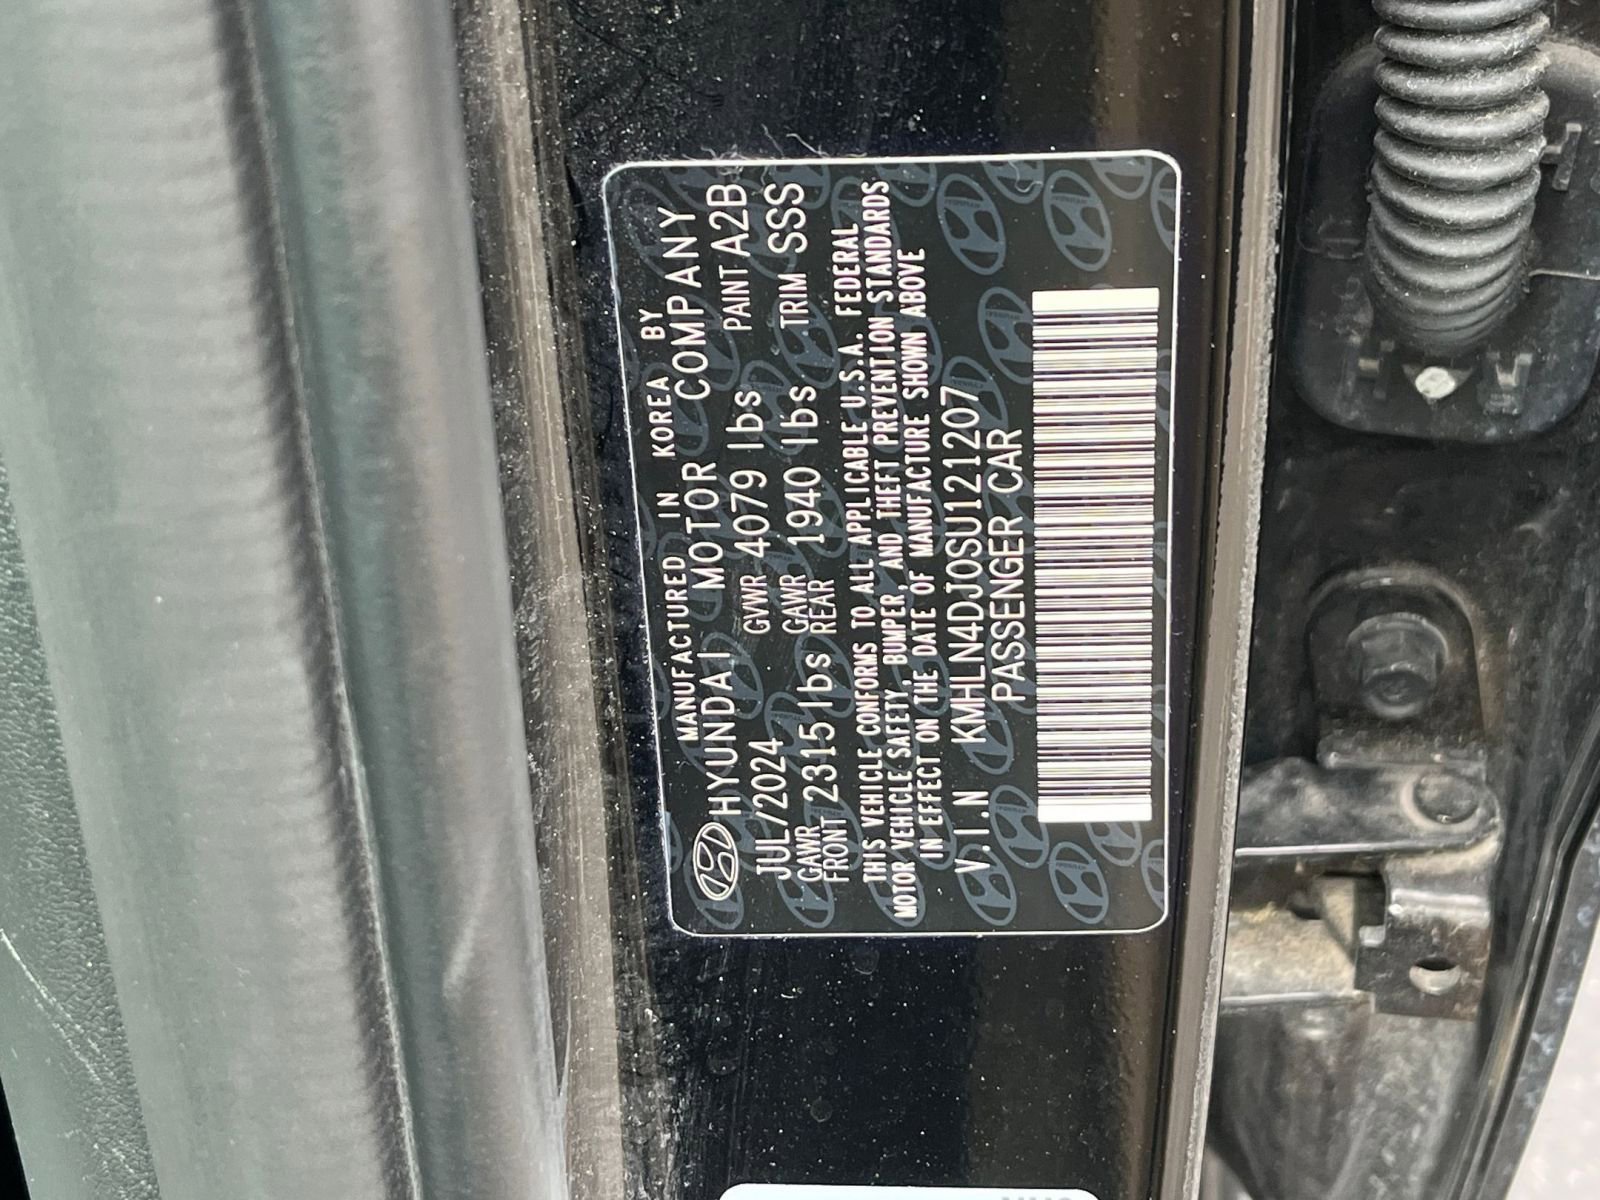 MANUFACTURED IN KOREA BY
HYUNDAI MOTOR COMPANY
JUL/2024 GVWR 4079 lbs PAINT A2B
GAWR FRONT 2315 lbs GAWR REAR 1940 lbs TRIM SSS
THIS VEHICLE CONFORMS TO ALL APPLICABLE U.S.A. FEDERAL
MOTOR VEHICLE SAFETY, BUMPER, AND THEFT PREVENTION STANDARDS
IN EFFECT ON THE DATE OF MANUFACTURE SHOWN ABOVE
V.I.N KMHLN4DJ0SU121207
PASSENGER CAR